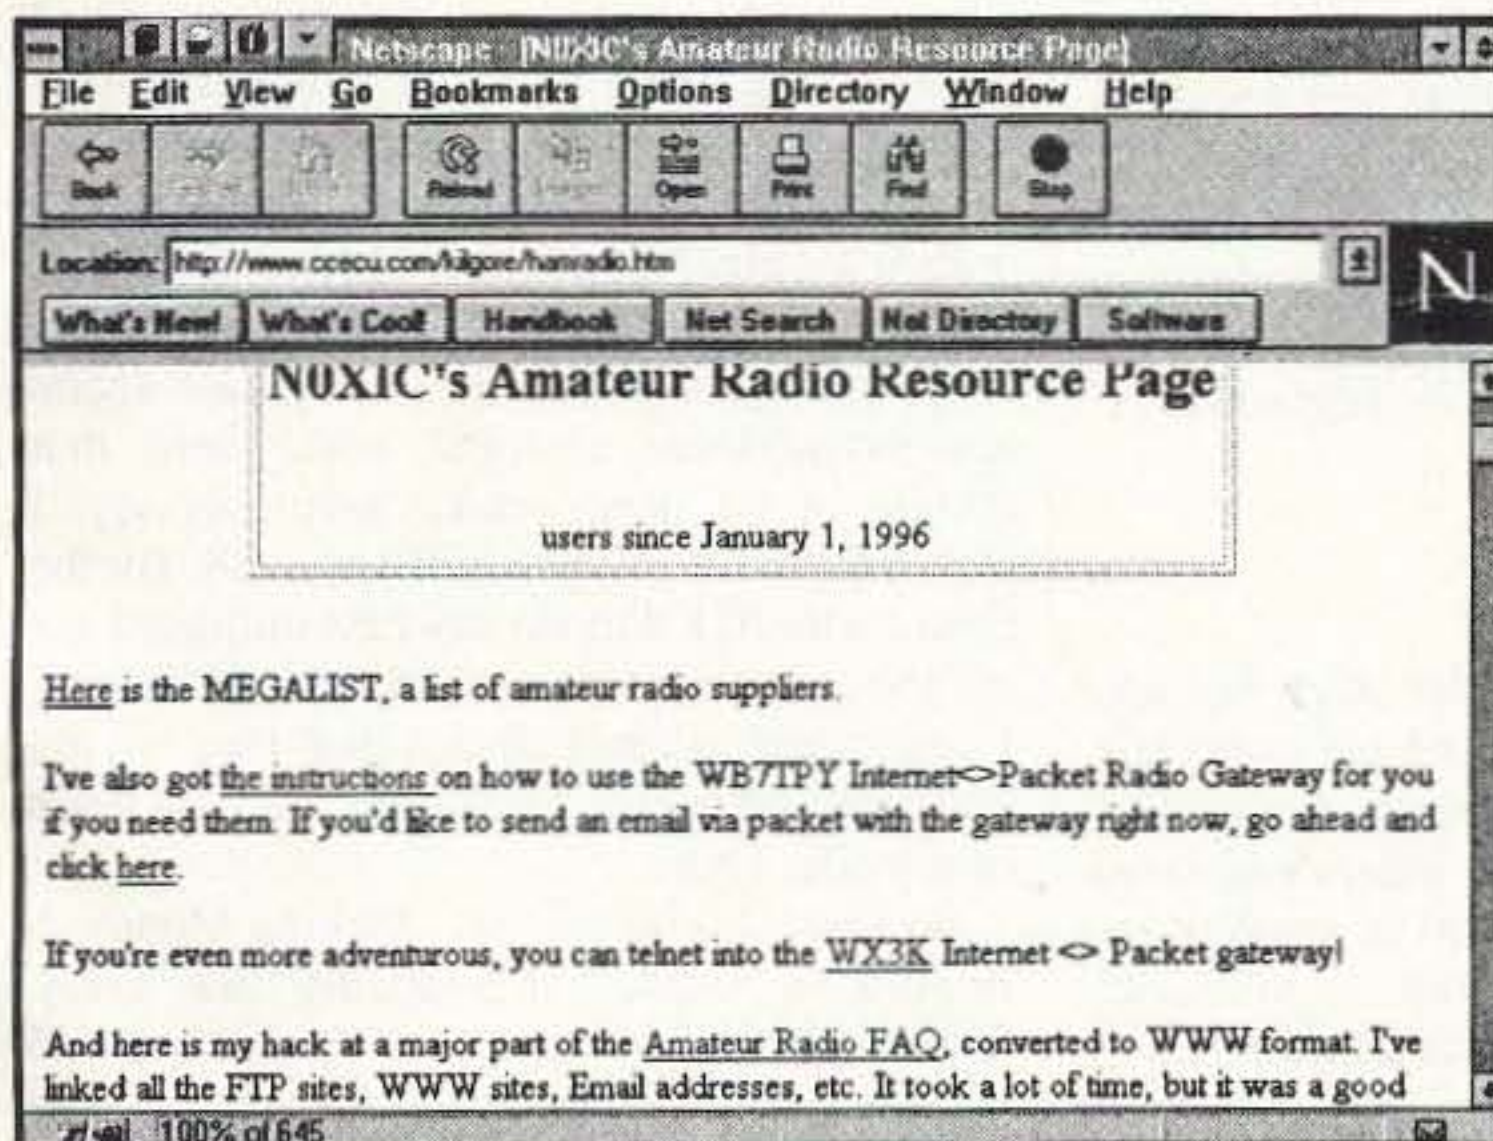 Netscape - [N0XIC's Amateur Radio Resource Page]
File Edit View Go Bookmarks Options Directory Window Help
Back Reload Open Print Find Stop
Location: http://www.ccecu.com/kilgore/hamradio.htm
What's New! What's Cool! Handbook Net Search Net Directory Software
N
N0XIC's Amateur Radio Resource Page
users since January 1, 1996
Here is the MEGALIST, a list of amateur radio suppliers.
I've also got the instructions on how to use the WB7TPY Internet<>Packet Radio Gateway for you
if you need them. If you'd like to send an email via packet with the gateway right now, go ahead and
click here.
If you're even more adventurous, you can telnet into the WX3K Internet <> Packet gateway!
And here is my hack at a major part of the Amateur Radio FAQ, converted to WWW format. I've
linked all the FTP sites, WWW sites, Email addresses, etc. It took a lot of time, but it was a good
100% of 645